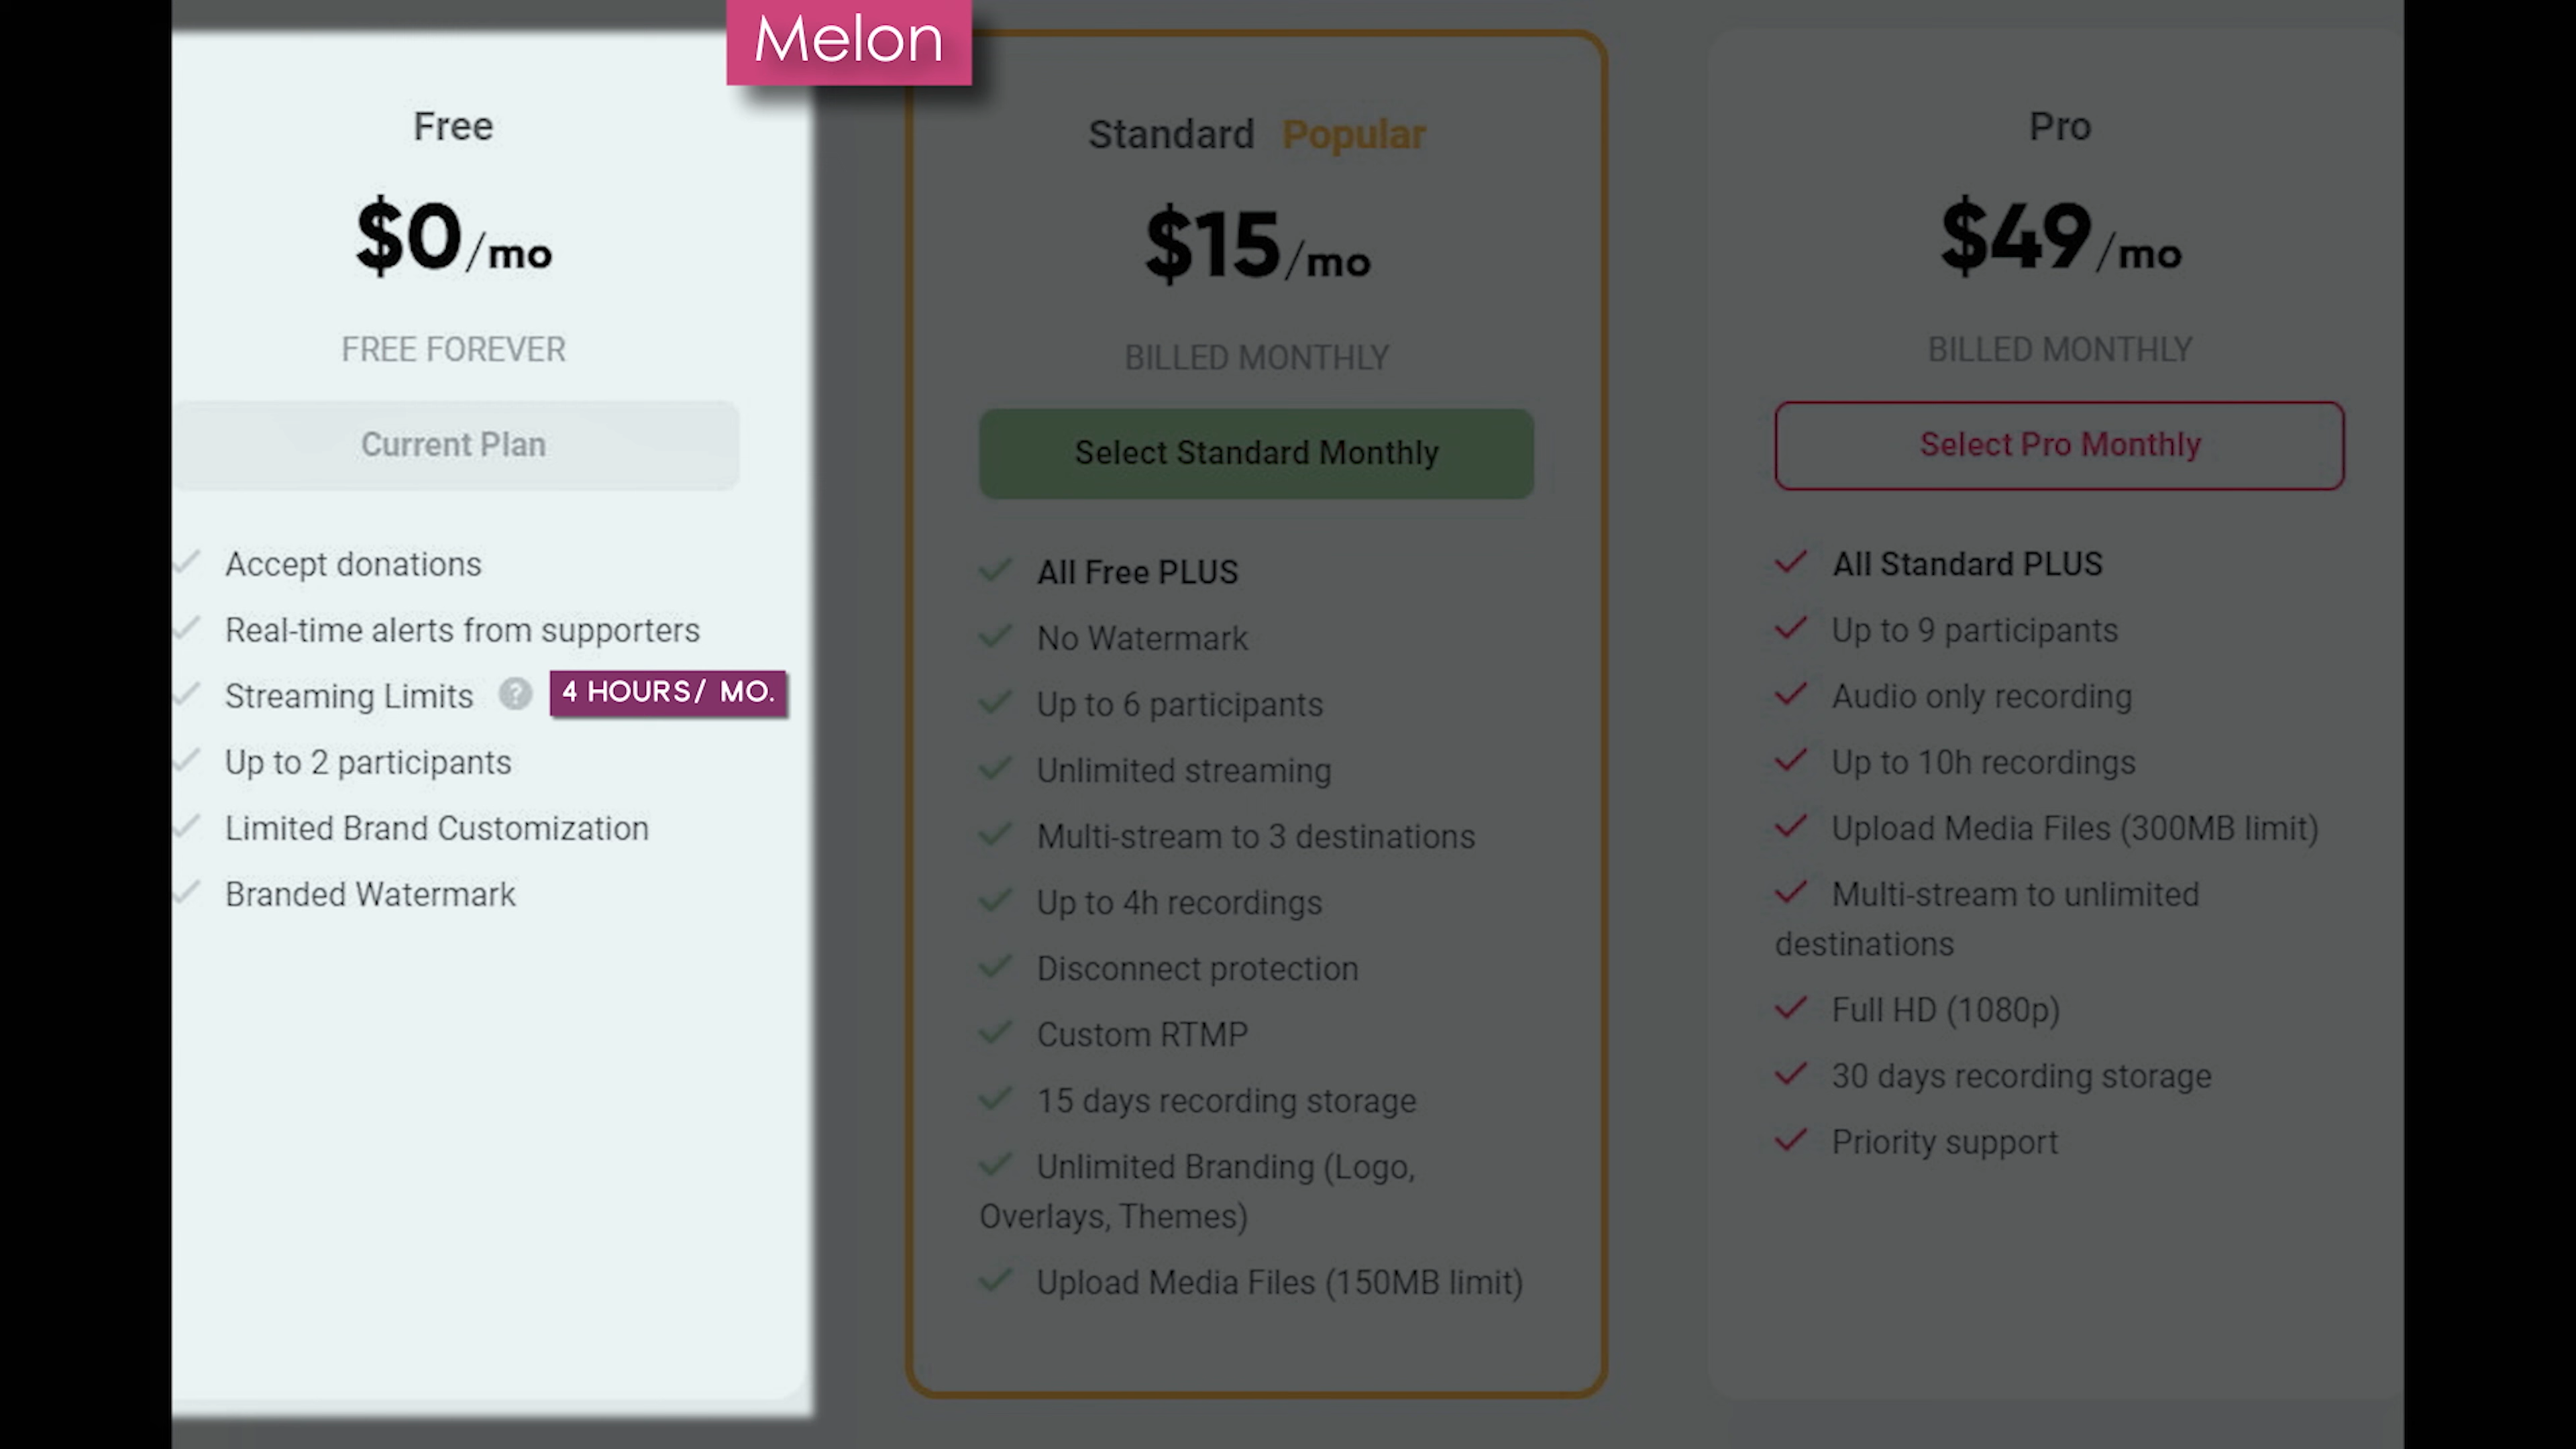 Melon
Free
$0/mo
FREE FOREVER
Current Plan
Accept donations
Real-time alerts from supporters
Streaming Limits ? 4 HOURS/ MO.
Up to 2 participants
Limited Brand Customization
Branded Watermark
Standard Popular
$15/mo
BILLED MONTHLY
Select Standard Monthly
All Free PLUS
No Watermark
Up to 6 participants
Unlimited streaming
Multi-stream to 3 destinations
Up to 4h recordings
Disconnect protection
Custom RTMP
15 days recording storage
Unlimited Branding (Logo,
Overlays, Themes)
Upload Media Files (150MB limit)
Pro
$49/mo
BILLED MONTHLY
Select Pro Monthly
All Standard PLUS
Up to 9 participants
Audio only recording
Up to 10h recordings
Upload Media Files (300MB limit)
Multi-stream to unlimited
destinations
Full HD (1080p)
30 days recording storage
Priority support